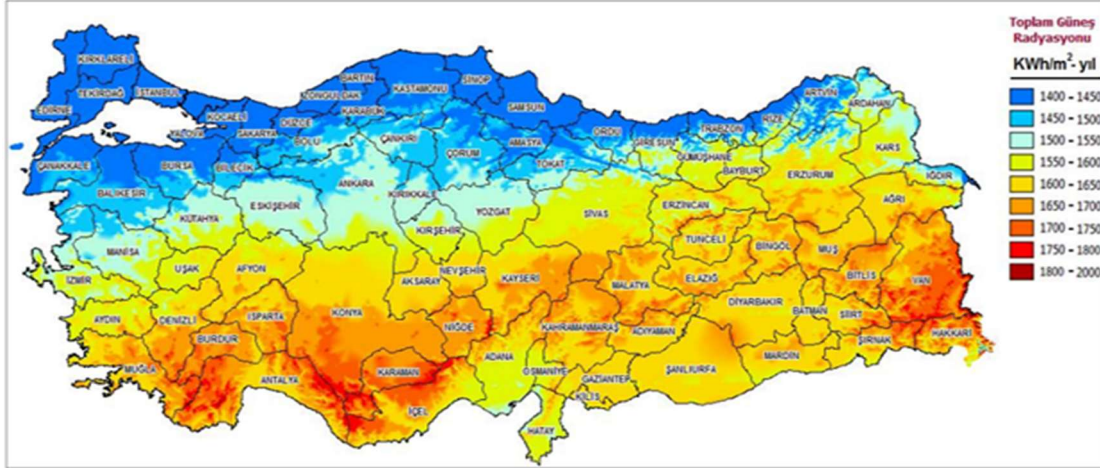 Toplam Güneş
Radyasyonu
KWh/m²- yıl
1400 - 1450
1450 - 1500
1500 - 1550
1550 - 1600
1600 - 1650
1650 - 1700
1700 - 1750
1750 - 1800
1800 - 2000
KIRKLARELİ
TEKİRDAĞ
İSTANBUL
EDİRNE
KOCAELİ
YALOVA
SAKARYA
DÜZCE
ZONGULDAK
BARTIN
KARABÜK
KASTAMONU
SİNOP
SAMSUN
ORDU
GİRESUN
TRABZON
RİZE
ARTVİN
ARDAHAN
ÇANAKKALE
BURSA
BİLECİK
BOLU
ÇANKIRI
ÇORUM
AMASYA
TOKAT
GÜMÜŞHANE
BAYBURT
ERZURUM
KARS
IĞDIR
BALIKESİR
KÜTAHYA
ESKİŞEHİR
ANKARA
KIRIKKALE
YOZGAT
SİVAS
ERZİNCAN
AĞRI
MANİSA
KIRŞEHİR
TUNCELİ
BİNGÖL
MUŞ
İZMİR
UŞAK
AFYON
AKSARAY
NEVŞEHİR
KAYSERİ
MALATYA
ELAZIĞ
BİTLİS
VAN
AYDIN
DENİZLİ
ISPARTA
KONYA
NİĞDE
KAHRAMANMARAŞ
ADIYAMAN
DİYARBAKIR
BATMAN
SİİRT
BURDUR
ŞIRNAK
HAKKARİ
MUĞLA
ANTALYA
KARAMAN
ADANA
OSMANİYE
GAZİANTEP
ŞANLIURFA
MARDİN
İÇEL
KİLİS
HATAY